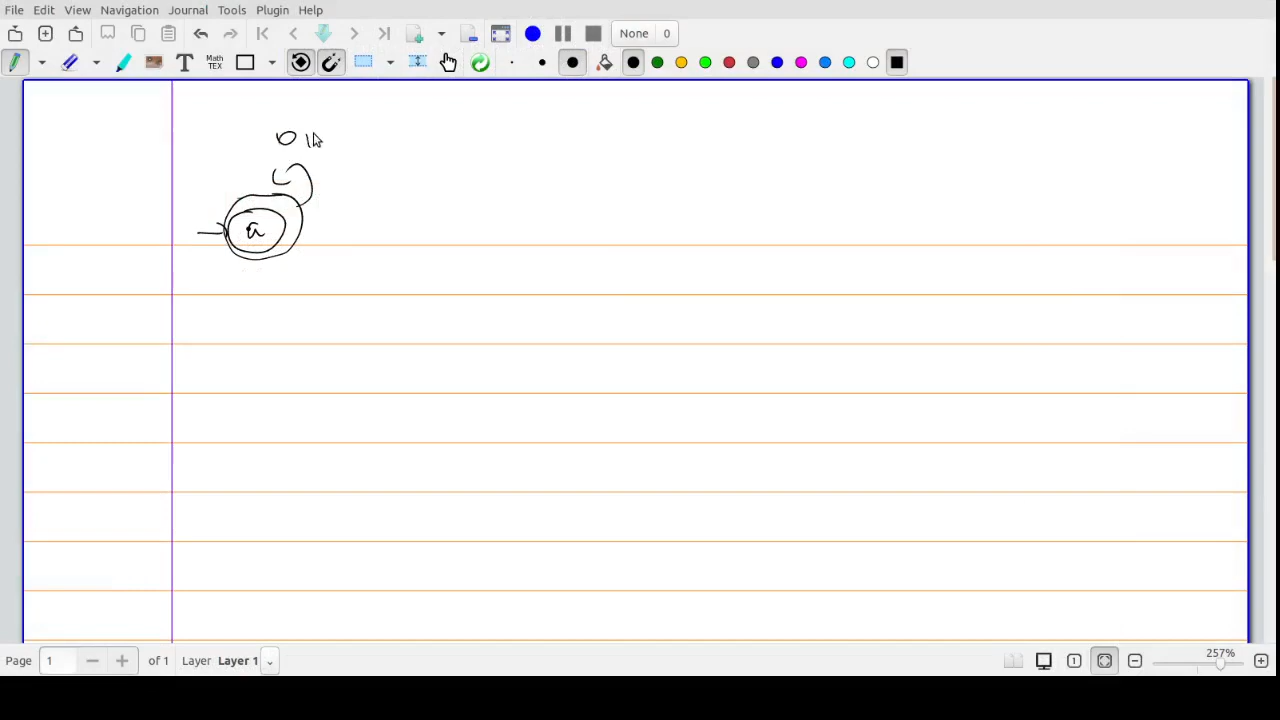 File Edit View Navigation Journal Tools Plugin Help
T Math TEX None 0
0 1
a
Page 1 of 1 Layer Layer 1 257%